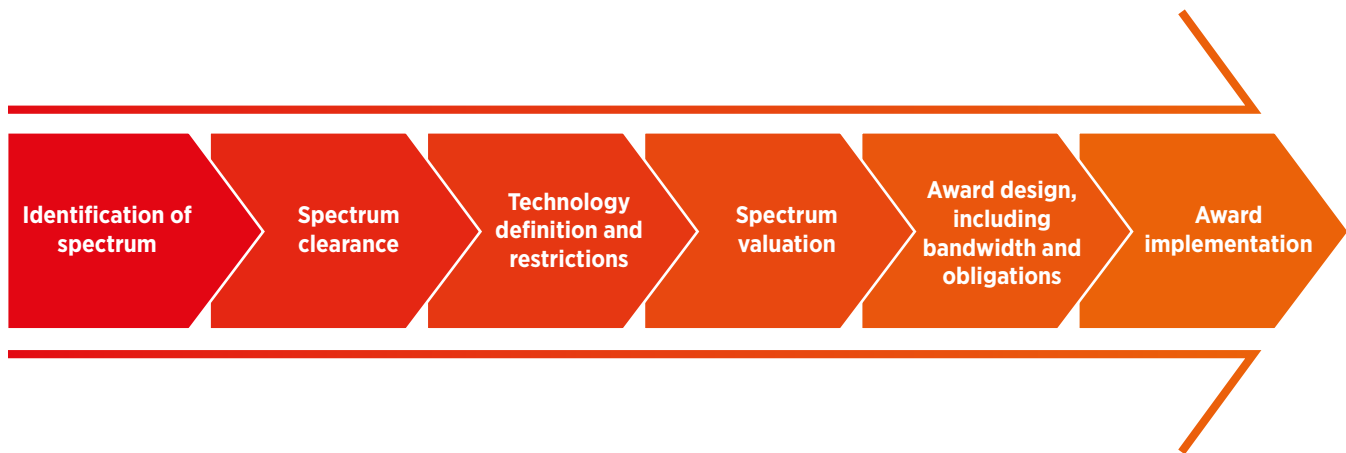 Identification of
spectrum
Spectrum
clearance
Technology
definition and
restrictions
Spectrum
valuation
Award design,
including
bandwidth and
obligations
Award
implementation